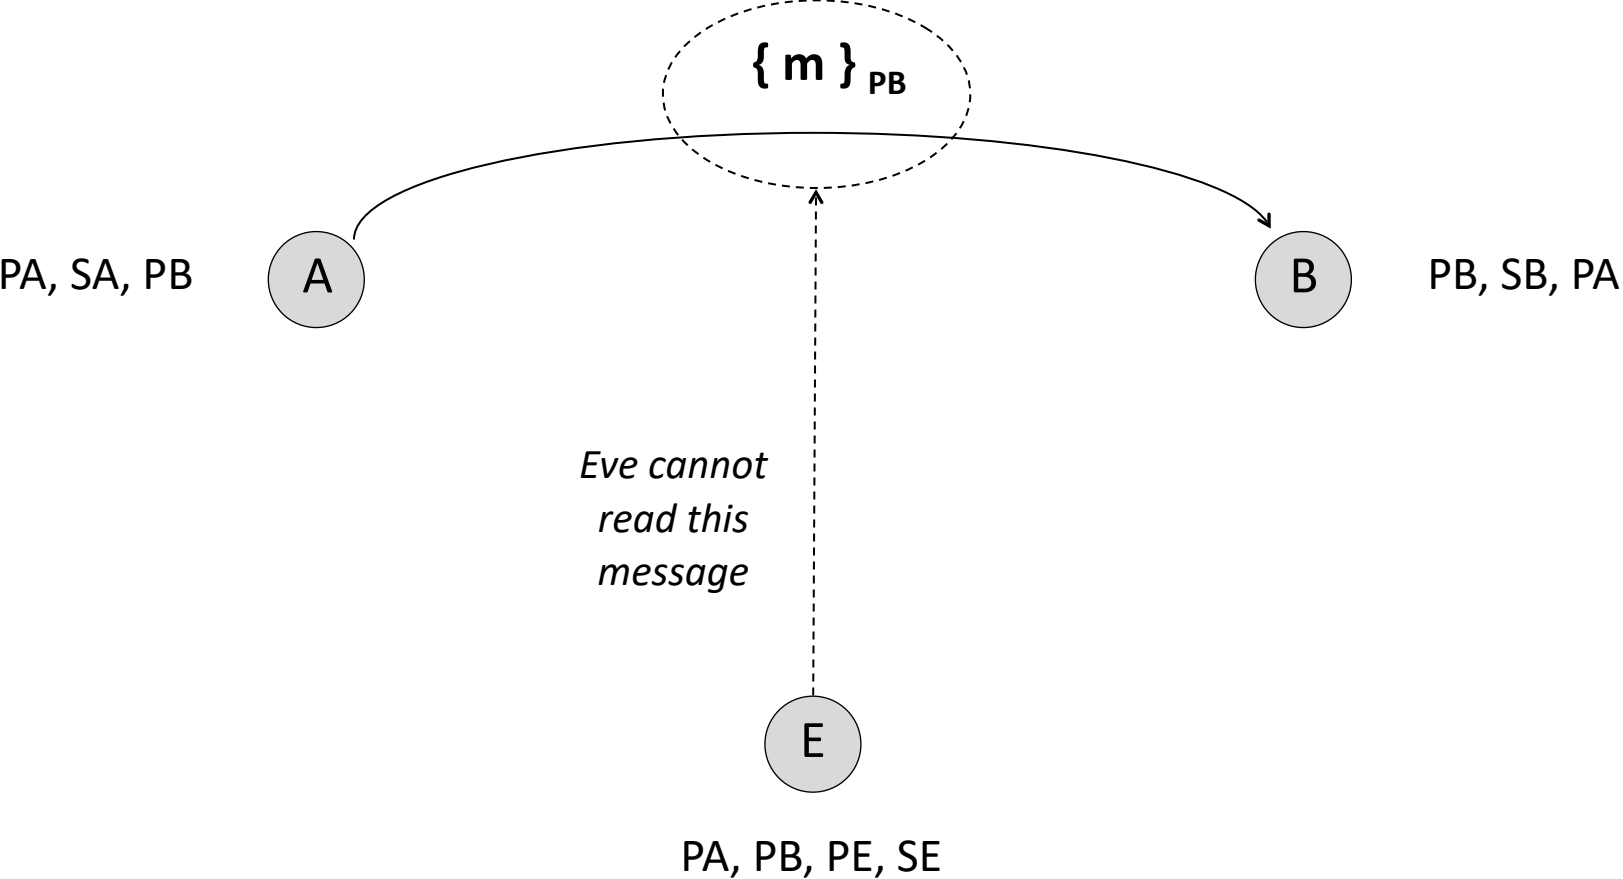 { m } PB
PA, SA, PB
A
B
PB, SB, PA
Eve cannot
read this
message
E
PA, PB, PE, SE